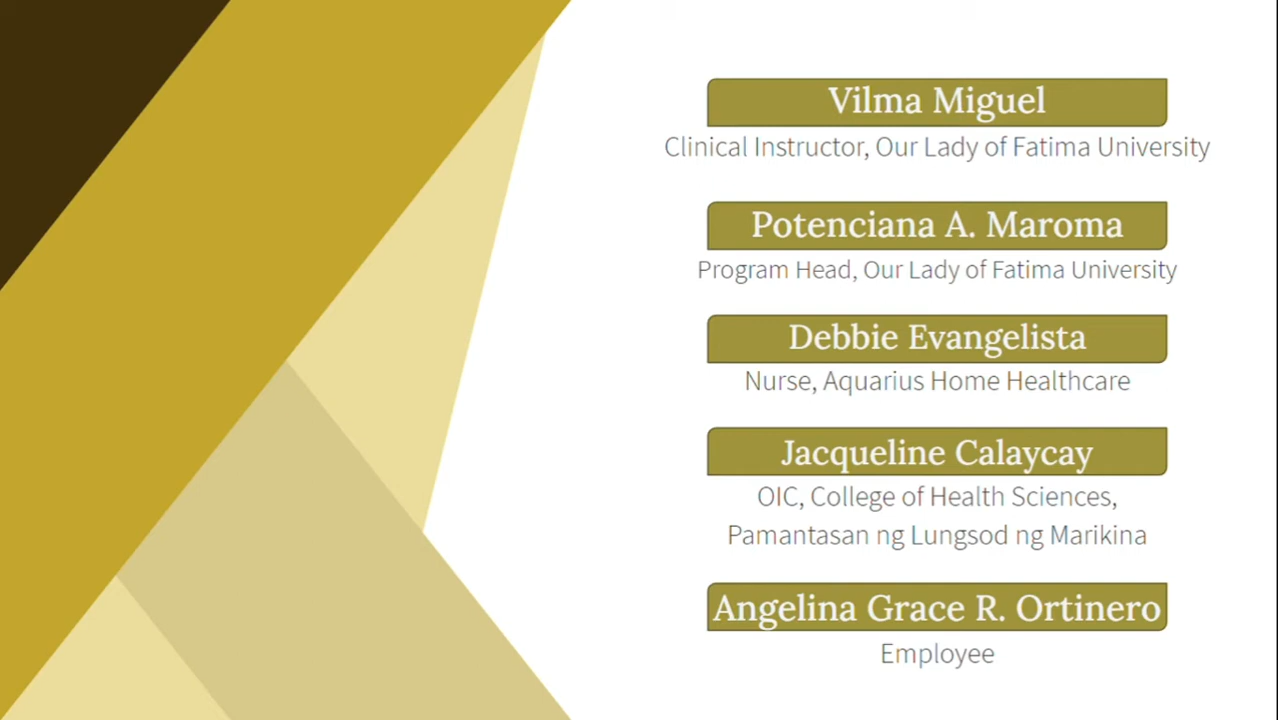 Vilma Miguel
Clinical Instructor, Our Lady of Fatima University
Potenciana A. Maroma
Program Head, Our Lady of Fatima University
Debbie Evangelista
Nurse, Aquarius Home Healthcare
Jacqueline Calaycay
OIC, College of Health Sciences,
Pamantasan ng Lungsod ng Marikina
Angelina Grace R. Ortinero
Employee